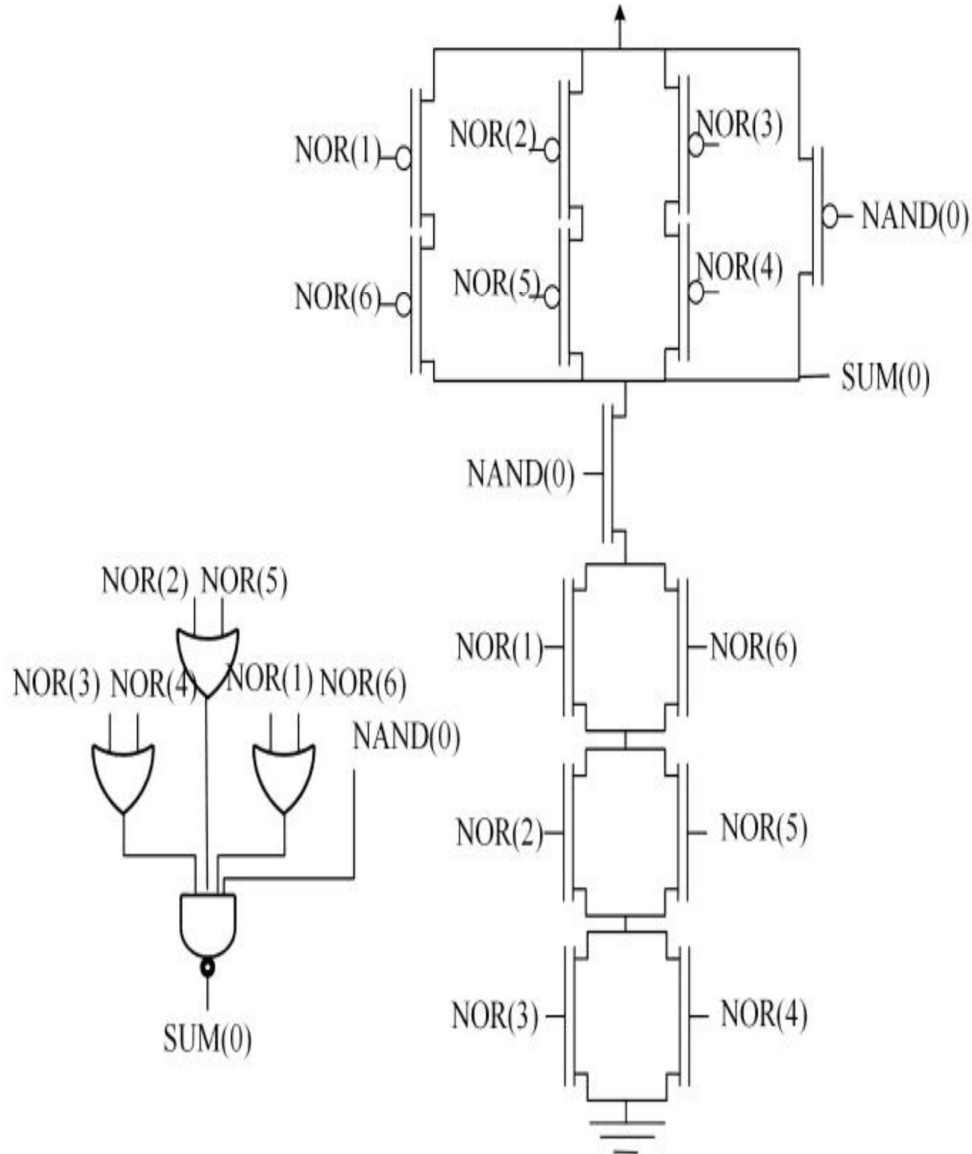 NOR(1)
NOR(2)
NOR(3)
NAND(0)
NOR(6)
NOR(5)
NOR(4)
SUM(0)
NAND(0)
NOR(1)
NOR(6)
NOR(2)
NOR(5)
NOR(3)
NOR(4)
NOR(2) NOR(5)
NOR(3) NOR(4) NOR(1) NOR(6)
NAND(0)
SUM(0)